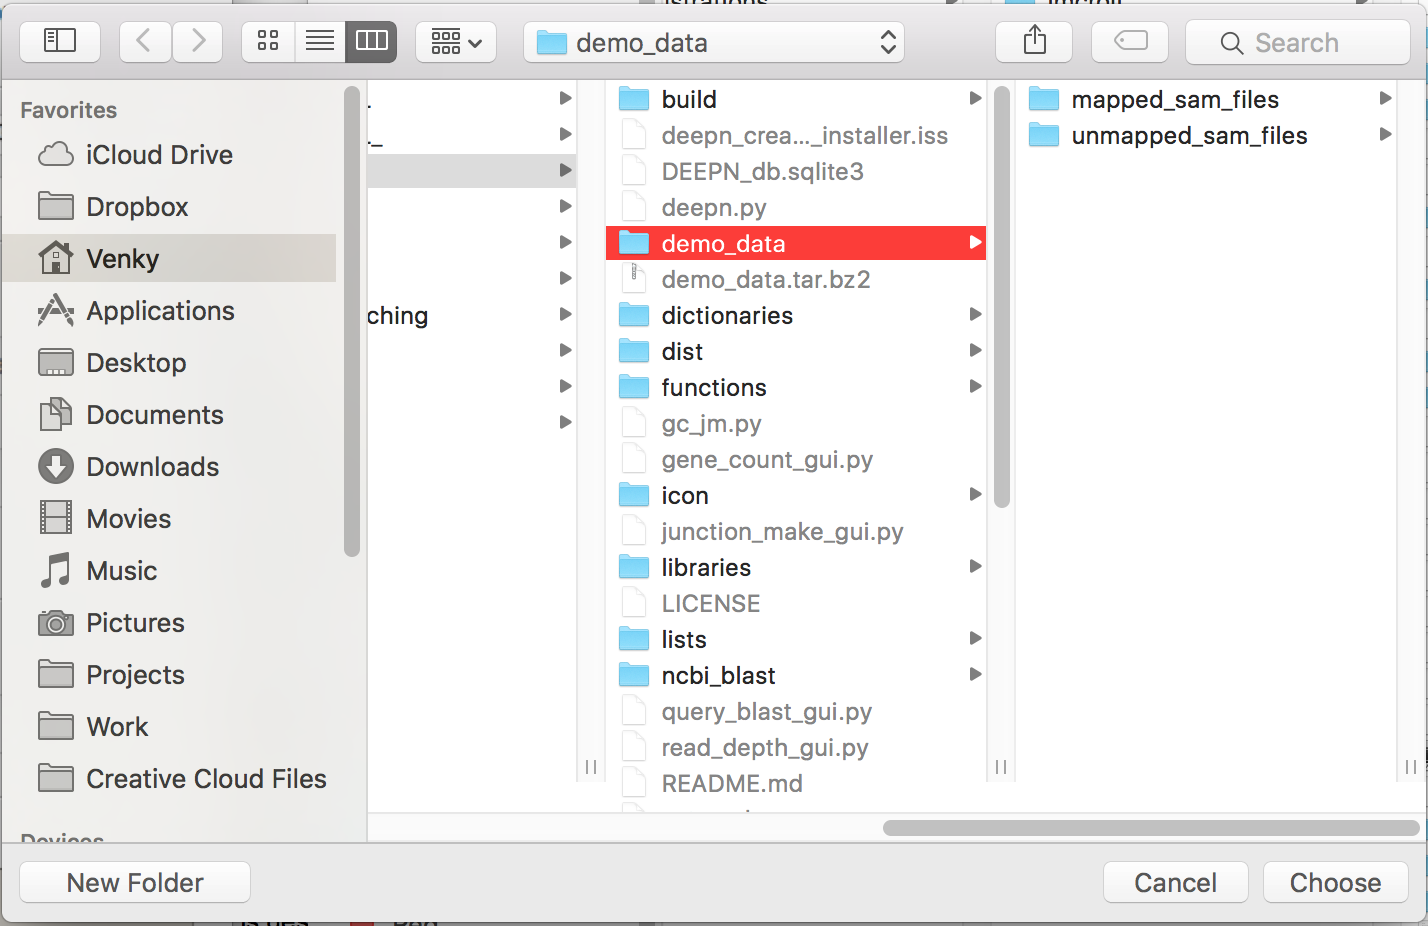 demo_data
Search
Favorites
iCloud Drive
Dropbox
Venky
Applications
Desktop
Documents
Downloads
Movies
Music
Pictures
Projects
Work
Creative Cloud Files
Devices
ching
build
deepn_crea..._installer.iss
DEEPN_db.sqlite3
deepn.py
demo_data
demo_data.tar.bz2
dictionaries
dist
functions
gc_jm.py
gene_count_gui.py
icon
junction_make_gui.py
libraries
LICENSE
lists
ncbi_blast
query_blast_gui.py
read_depth_gui.py
README.md
mapped_sam_files
unmapped_sam_files
New Folder
Cancel
Choose